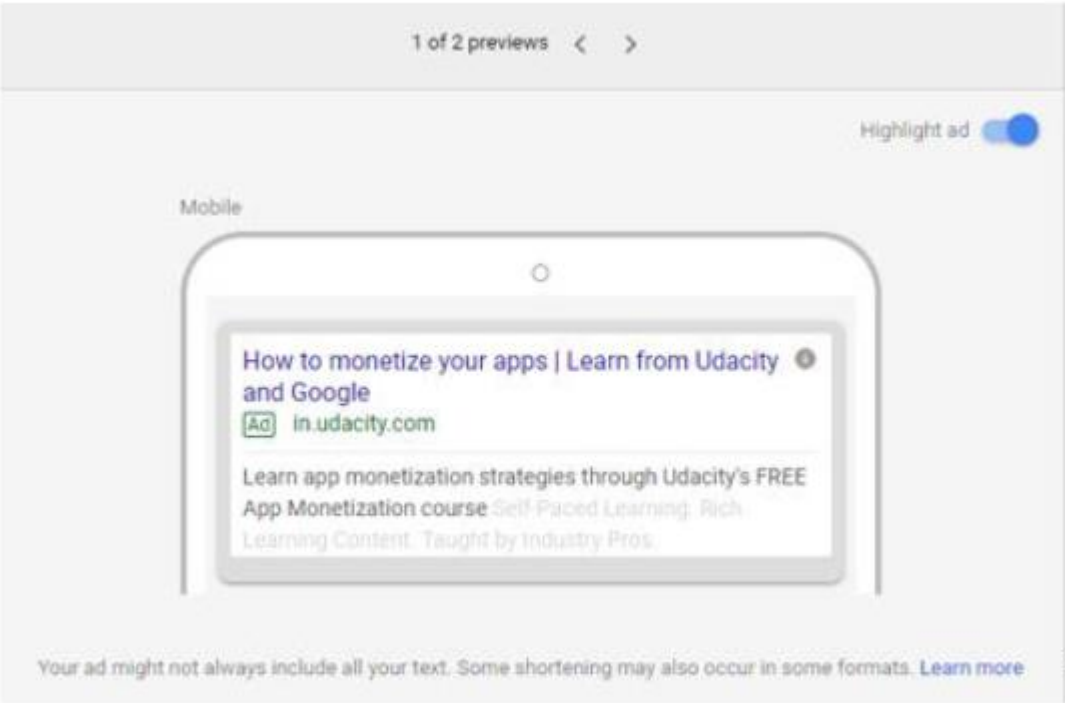 1 of 2 previews < >
Highlight ad
Mobile
How to monetize your apps | Learn from Udacity
and Google
Ad in.udacity.com
Learn app monetization strategies through Udacity's FREE
App Monetization course Self-Paced Learning. Rich
Learning Content. Taught by Industry Pros.
Your ad might not always include all your text. Some shortening may also occur in some formats. Learn more